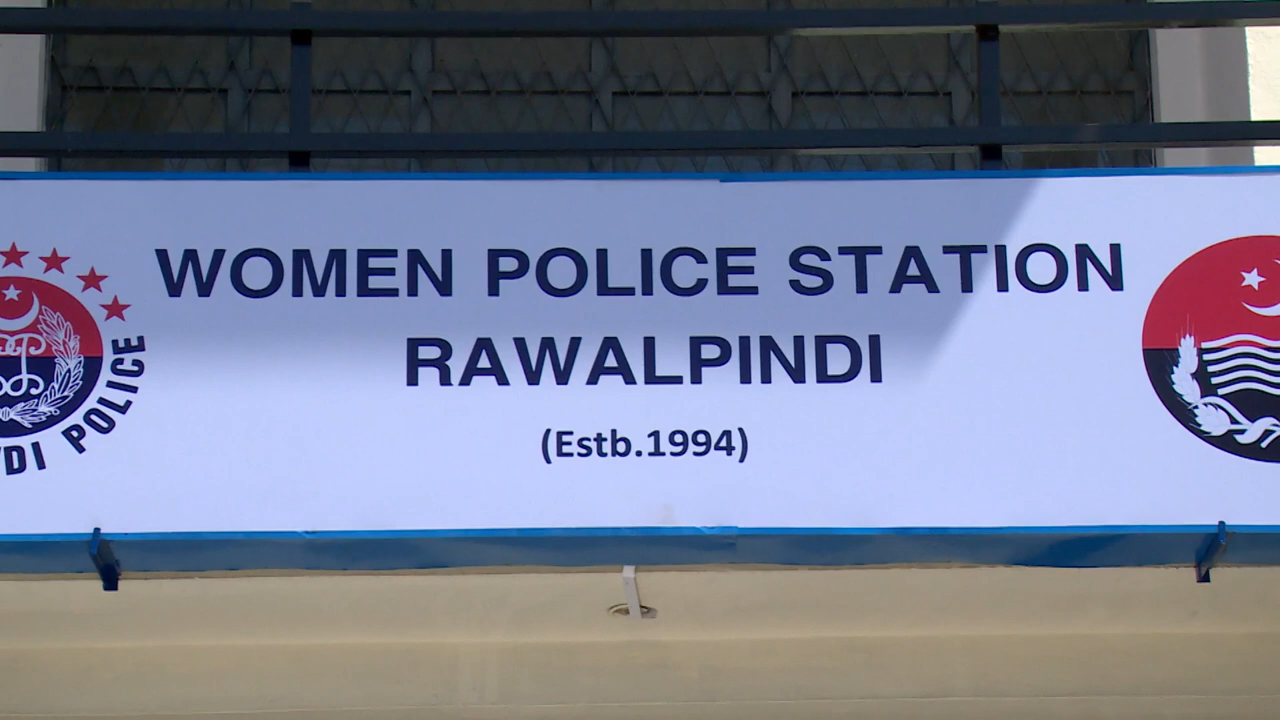 WOMEN POLICE STATION
RAWALPINDI
(Estb.1994)
DI POLICE